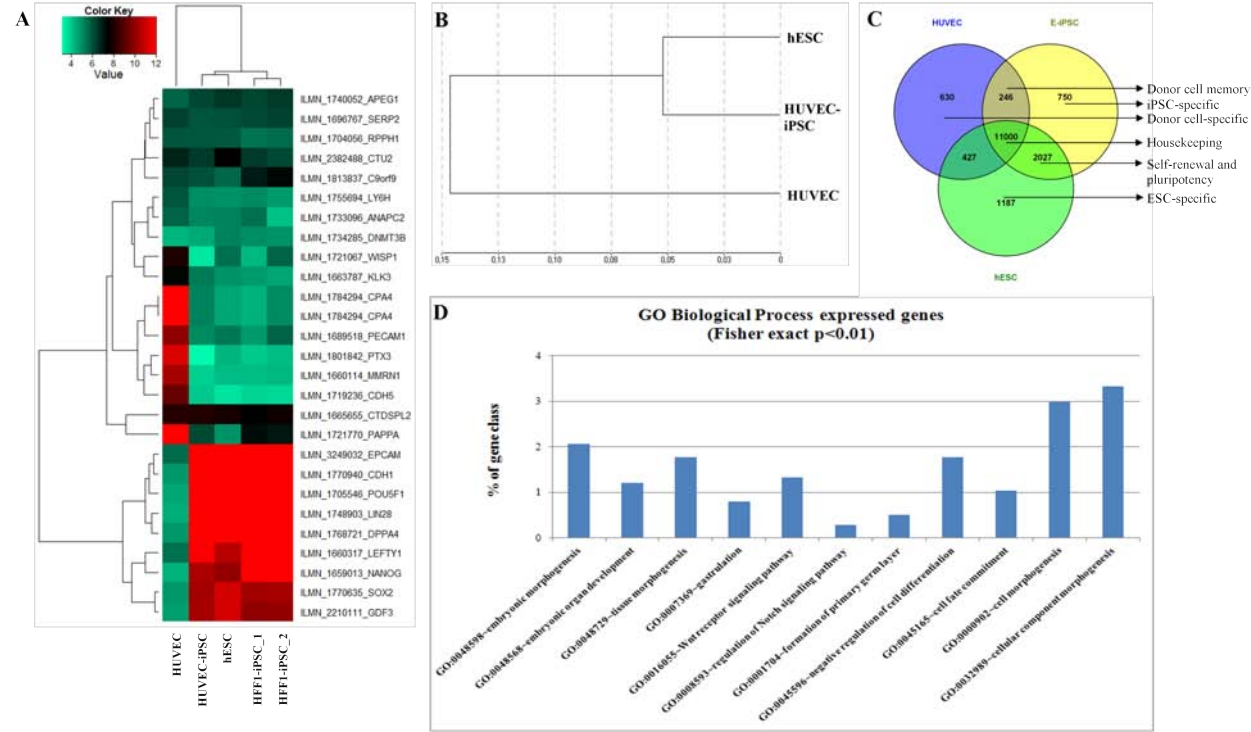 A
Color Key
4 6 8 10 12
Value
ILMN_1740052_APEG1
ILMN_1696767_SERP2
ILMN_1704056_RPPH1
ILMN_2382488_CTU2
ILMN_1813837_C9orf9
ILMN_1755694_LY6H
ILMN_1733096_ANAPC2
ILMN_1734285_DNMT3B
ILMN_1721067_WISP1
ILMN_1663787_KLK3
ILMN_1784294_CPA4
ILMN_1784294_CPA4
ILMN_1689518_PECAM1
ILMN_1801842_PTX3
ILMN_1660114_MMRN1
ILMN_1719236_CDH5
ILMN_1665655_CTDSPL2
ILMN_1721770_PAPPA
ILMN_3249032_EPCAM
ILMN_1770940_CDH1
ILMN_1705546_POU5F1
ILMN_1748903_LIN28
ILMN_1768721_DPPA4
ILMN_1660317_LEFTY1
ILMN_1659013_NANOG
ILMN_1770635_SOX2
ILMN_2210111_GDF3
HUVEC
HUVEC-iPSC
hESC
HFF1-iPSC_1
HFF1-iPSC_2
B
hESC
HUVEC-
iPSC
HUVEC
0,15 0,13 0,10 0,08 0,05 0,03 0
C
HUVEC
E-iPSC
630
246
750
11000
427
2027
1187
hESC
Donor cell memory
iPSC-specific
Donor cell-specific
Housekeeping
Self-renewal and
pluripotency
ESC-specific
D
GO Biological Process expressed genes
(Fisher exact p<0.01)
% of gene class
4
3
2
1
0
GO:0048598~embryonic morphogenesis
GO:0048568~embryonic organ development
GO:0048729~tissue morphogenesis
GO:0007369~gastrulation
GO:0016055~Wnt receptor signaling pathway
GO:0008593~regulation of Notch signaling pathway
GO:0001704~formation of primary germ layer
GO:0045596~negative regulation of cell differentiation
GO:0045165~cell fate commitment
GO:0000902~cell morphogenesis
GO:0032989~cellular component morphogenesis